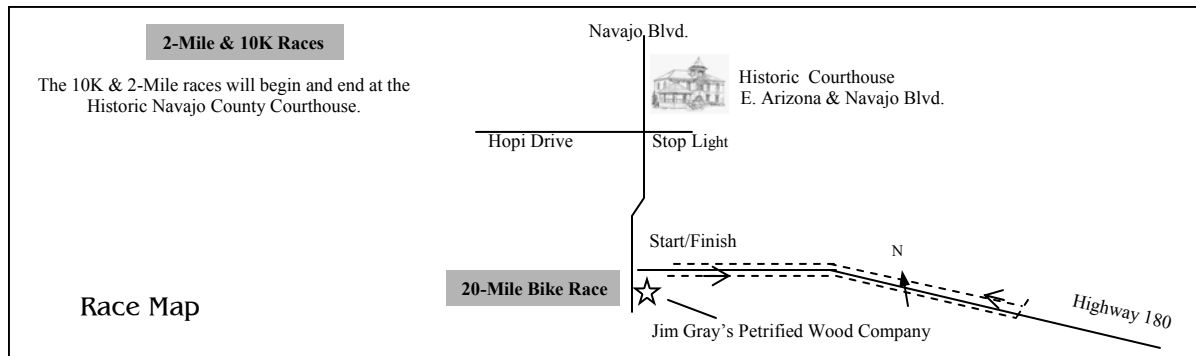 2-Mile & 10K Races
The 10K & 2-Mile races will begin and end at the
Historic Navajo County Courthouse.
Navajo Blvd.
Historic Courthouse
E. Arizona & Navajo Blvd.
Hopi Drive
Stop Light
Start/Finish
N
20-Mile Bike Race
Highway 180
Race Map
Jim Gray's Petrified Wood Company